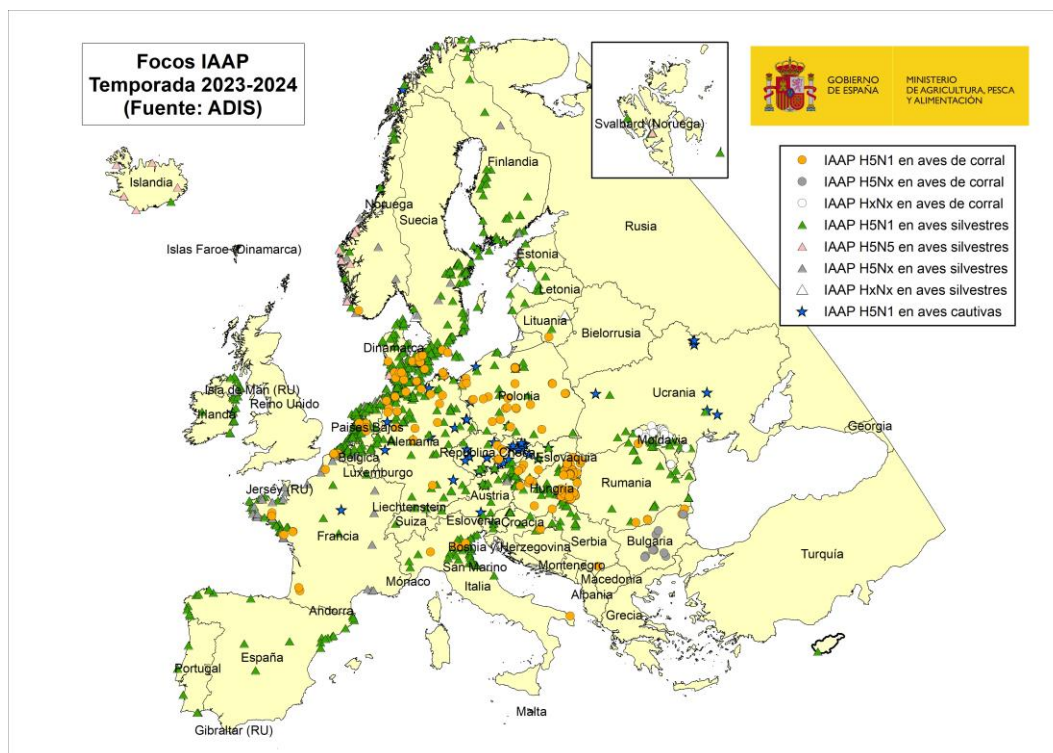 Focos IAAP
Temporada 2023-2024
(Fuente: ADIS)
GOBIERNO
DE ESPAÑA
MINISTERIO
DE AGRICULTURA, PESCA
Y ALIMENTACIÓN
Svalbard (Noruega)
IAAP H5N1 en aves de corral
IAAP H5Nx en aves de corral
IAAP HxNx en aves de corral
IAAP H5N1 en aves silvestres
IAAP H5N5 en aves silvestres
IAAP H5Nx en aves silvestres
IAAP HxNx en aves silvestres
IAAP H5N1 en aves cautivas
Islandia
Finlandia
Noruega
Suecia
Rusia
Islas Faroe (Dinamarca)
Estonia
Letonia
Lituania
Bielorrusia
Dinamarca
Isla de Man (RU)
Reino Unido
Irlanda
Polonia
Ucrania
Países Bajos
Alemania
Bélgica
Luxemburgo
República Checa
Eslovaquia
Moldavia
Georgia
Jerséy (RU)
Austria
Hungría
Rumania
Liechtenstein
Suiza
Eslovenia
Croacia
Francia
Bosnia y Herzegovina
Serbia
Bulgaria
San Marino
Montenegro
Turquía
Mónaco
Italia
Macedonia
Albania
Andorra
Grecia
Portugal
España
Malta
Gibraltar (RU)